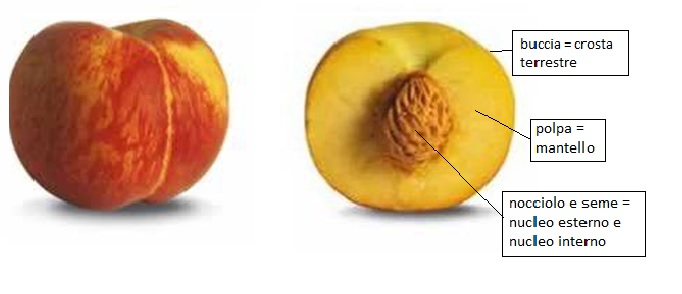 buccia = crosta
terrestre
polpa =
mantello
nocciolo e seme =
nucleo esterno e
nucleo interno